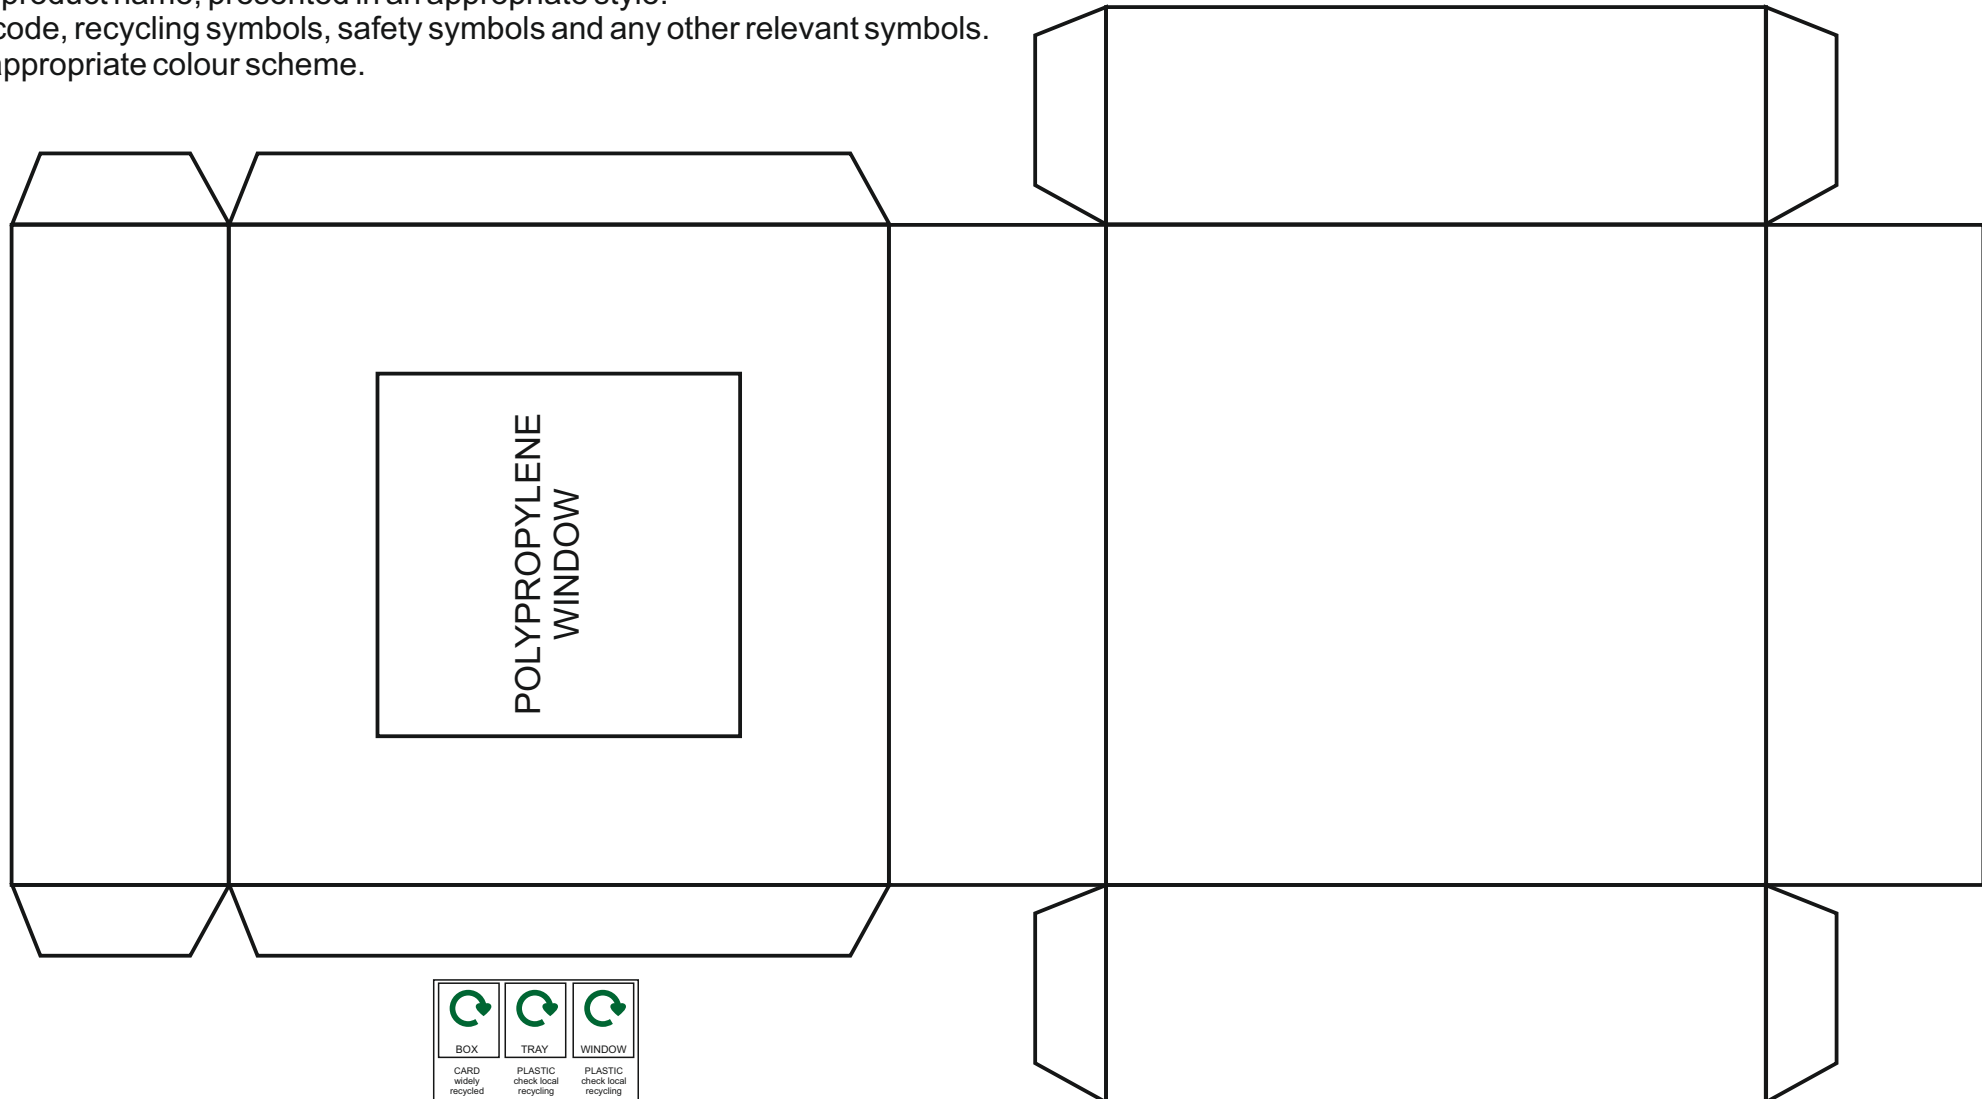 product name, presented in an appropriate style.
code, recycling symbols, safety symbols and any other relevant symbols.
appropriate colour scheme.
POLYPROPYLENE
WINDOW
BOX TRAY WINDOW
CARD PLASTIC PLASTIC
widely check local check local
recycled recycling recycling